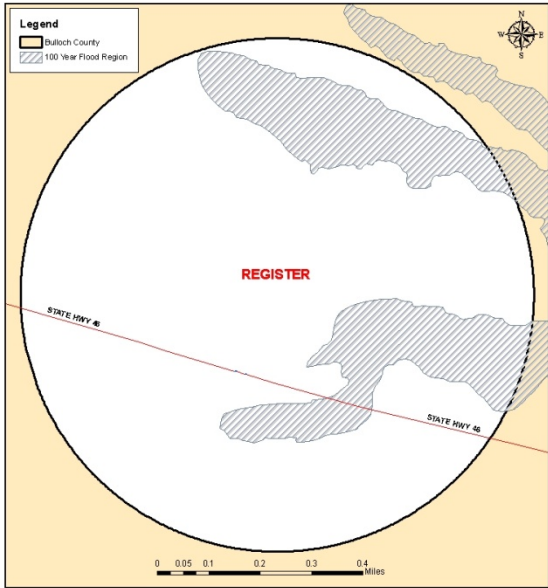 Legend
Bulloch County
100 Year Flood Region
N
W E
S
REGISTER
STATE HWY 46
STATE HWY 46
0 0.05 0.1 0.2 0.3 0.4
Miles